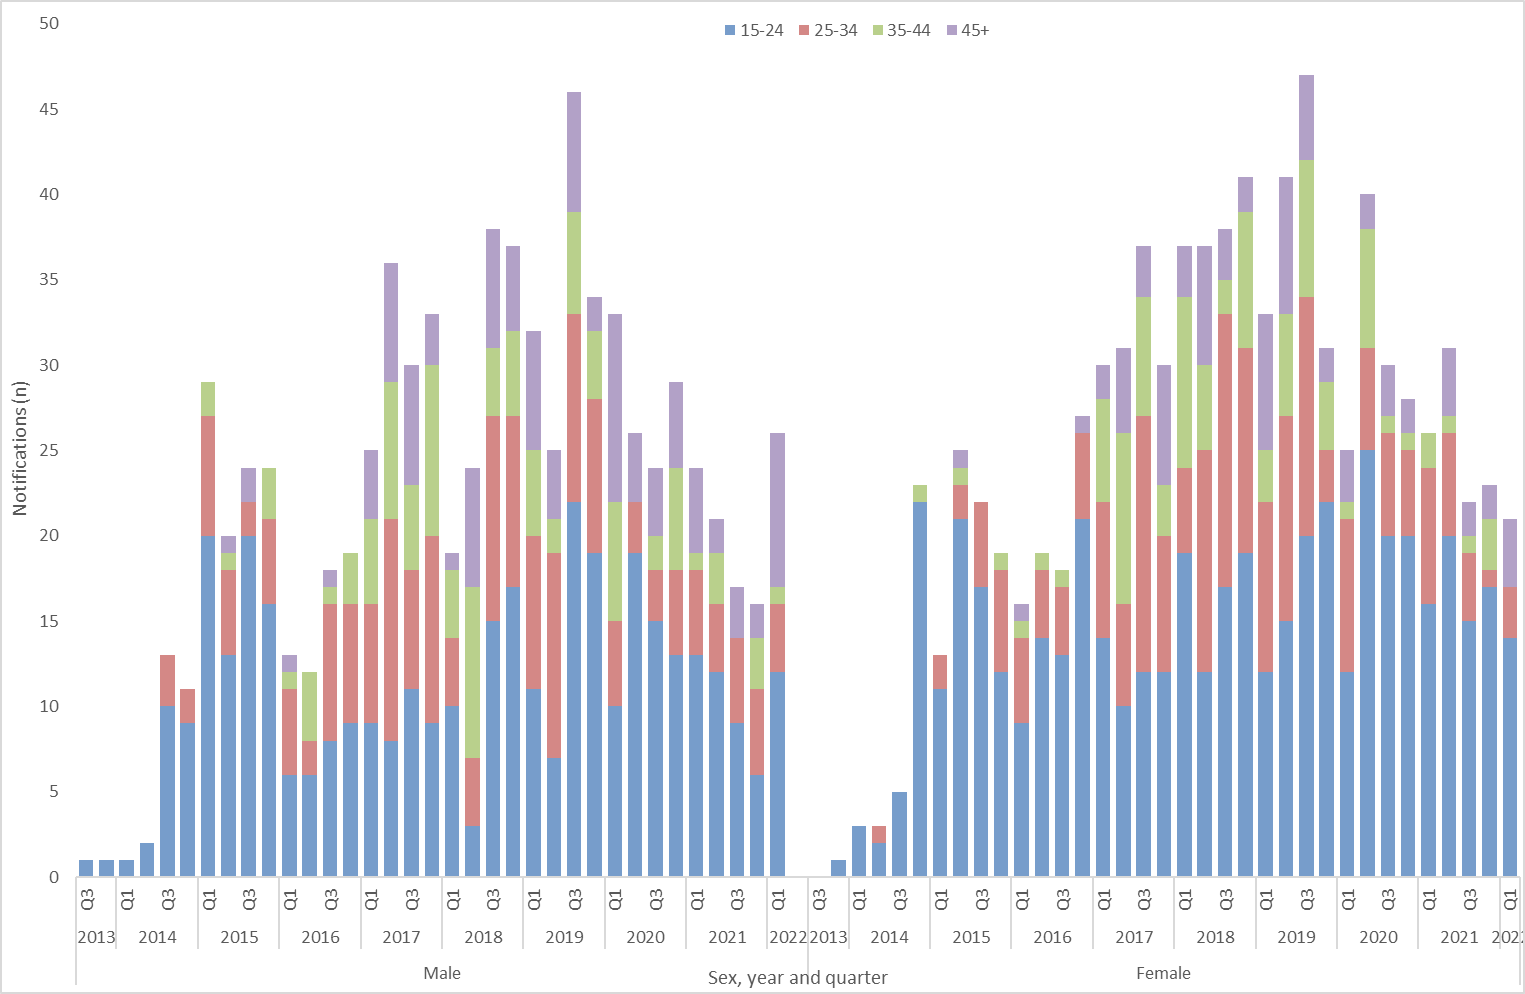 50
15-24 25-34 35-44 45+
45
40
35
30
25
20
15
10
5
0
Notifications (n)
Q3 Q1 Q3 Q1 Q3 Q1 Q3 Q1 Q3 Q1 Q3 Q1 Q3 Q1 Q3 Q1 Q3 Q1 Q3 Q1 Q3 Q1 Q3 Q1 Q3 Q1 Q3 Q1 Q3 Q1 Q3 Q1 Q3 Q1 Q3 Q1
2013 2014 2015 2016 2017 2018 2019 2020 2021 2022 2013 2014 2015 2016 2017 2018 2019 2020 2021 2022
Male Female
Sex, year and quarter